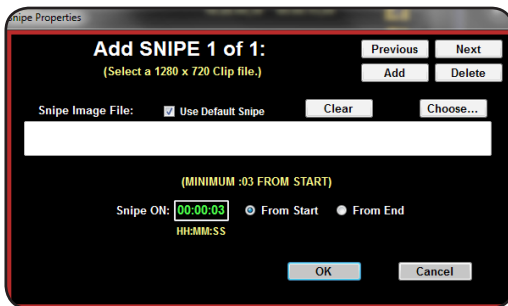 Snipe Properties
Add SNIPE 1 of 1:
Previous
Next
(Select a 1280 x 720 Clip file.)
Add
Delete
Snipe Image File:
Use Default Snipe
Clear
Choose...
(MINIMUM :03 FROM START)
Snipe ON:
00:00:03
From Start
From End
HH:MM:SS
OK
Cancel